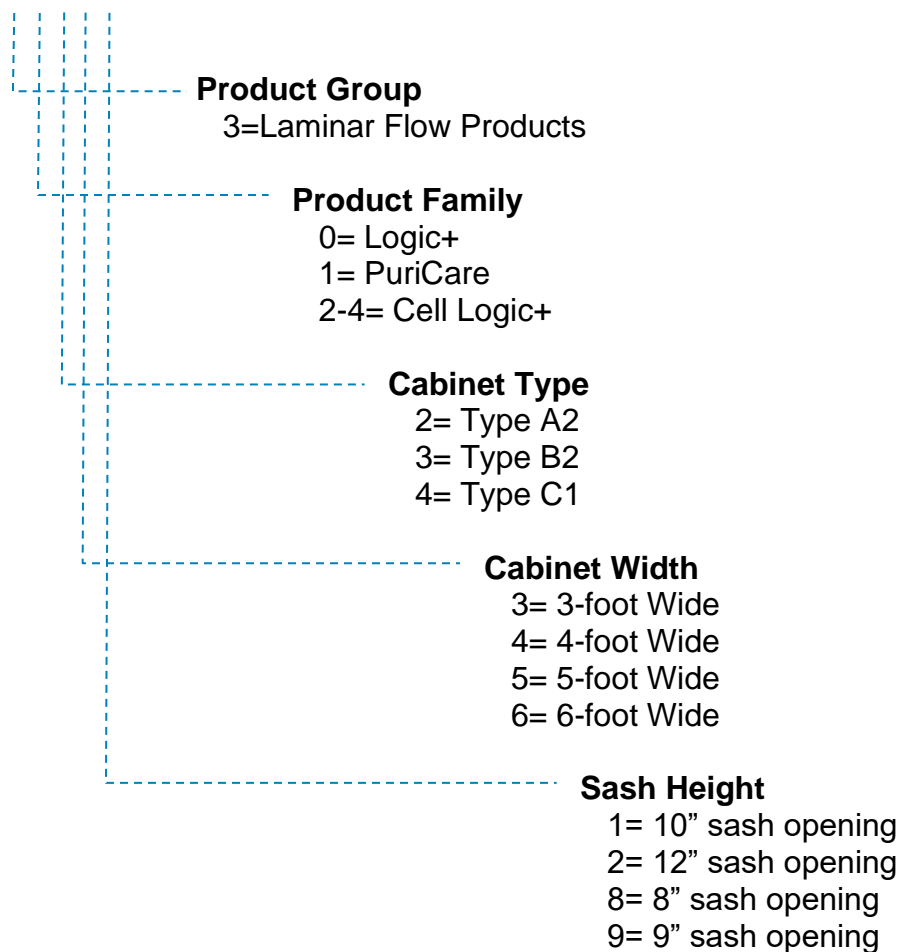 Product Group
3=Laminar Flow Products
Product Family
0= Logic+
1= PuriCare
2-4= Cell Logic+
Cabinet Type
2= Type A2
3= Type B2
4= Type C1
Cabinet Width
3= 3-foot Wide
4= 4-foot Wide
5= 5-foot Wide
6= 6-foot Wide
Sash Height
1= 10” sash opening
2= 12” sash opening
8= 8” sash opening
9= 9” sash opening